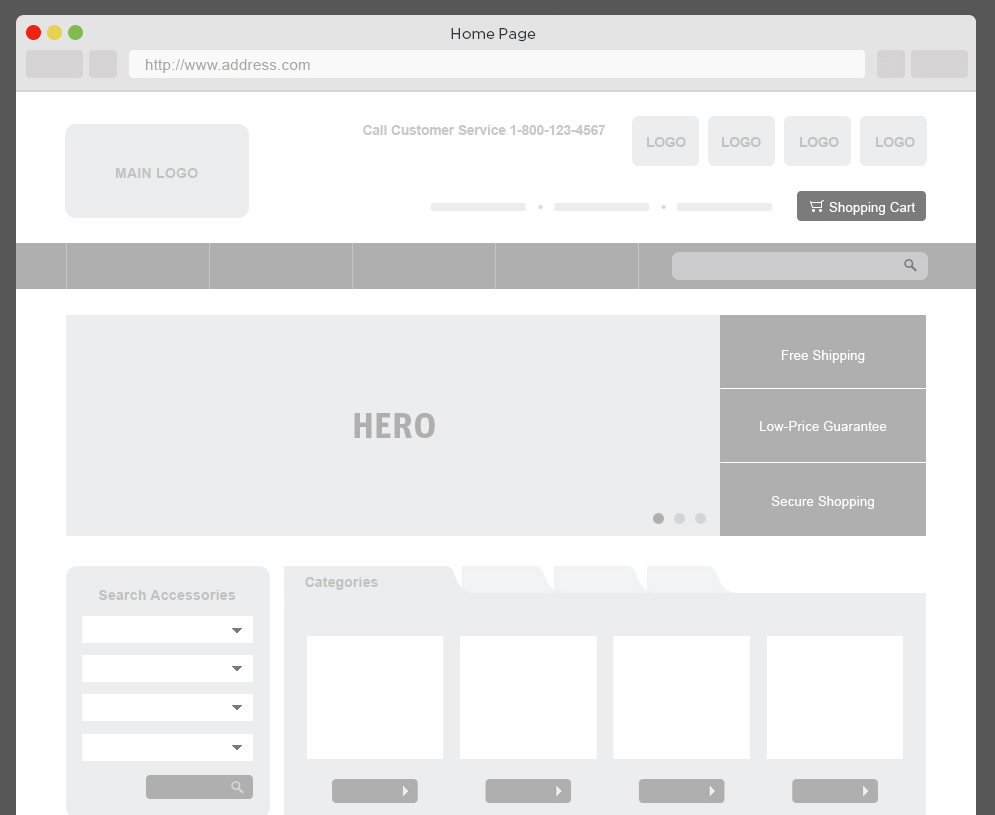 Home Page
http://www.address.com
Call Customer Service 1-800-123-4567
MAIN LOGO
LOGO
LOGO
LOGO
LOGO
Shopping Cart
HERO
Free Shipping
Low-Price Guarantee
Secure Shopping
Search Accessories
Categories